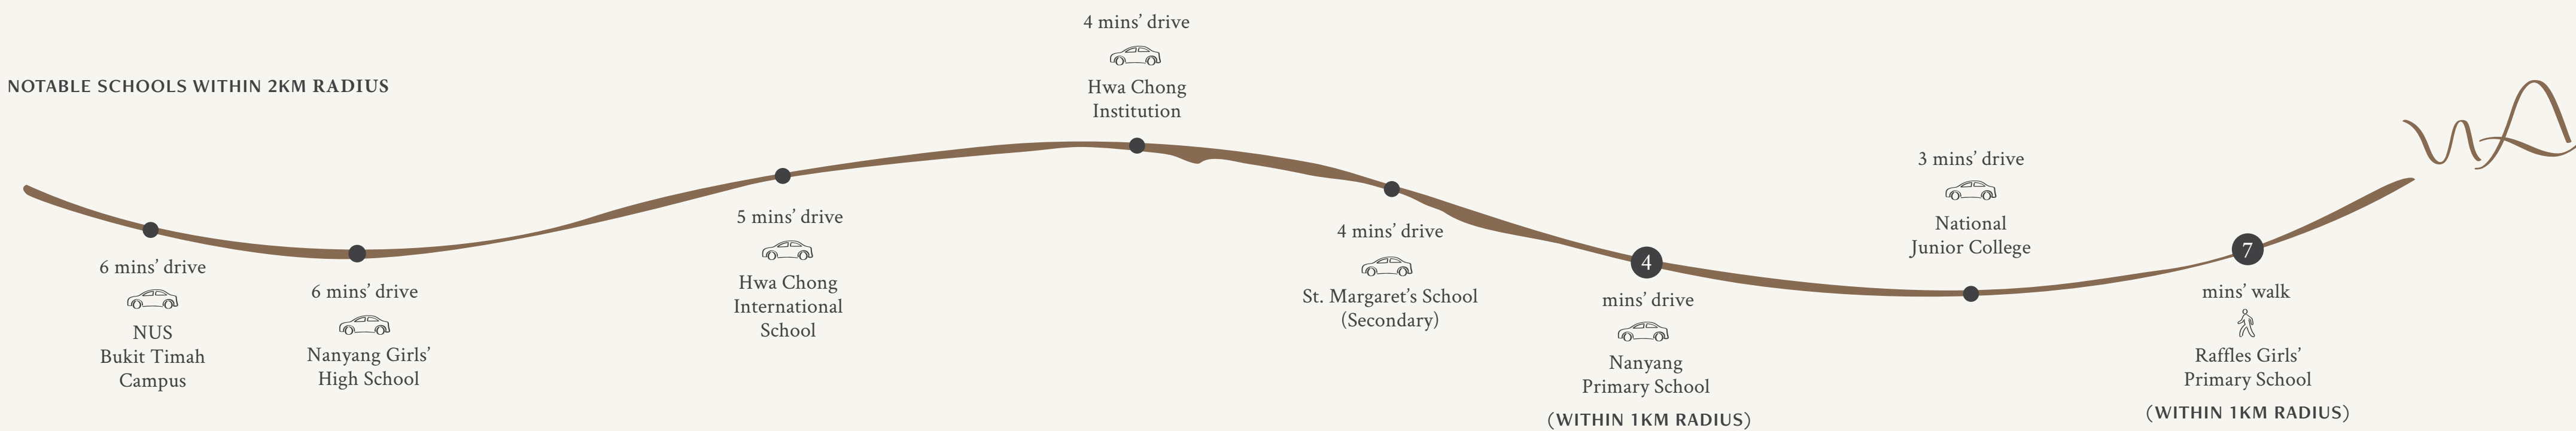 NOTABLE SCHOOLS WITHIN 2KM RADIUS
6 mins’ drive
NUS
Bukit Timah
Campus
6 mins’ drive
Nanyang Girls’
High School
5 mins’ drive
Hwa Chong
International
School
4 mins’ drive
Hwa Chong
Institution
4 mins’ drive
St. Margaret’s School
(Secondary)
4
mins’ drive
Nanyang
Primary School
(WITHIN 1KM RADIUS)
3 mins’ drive
National
Junior College
7
mins’ walk
Raffles Girls’
Primary School
(WITHIN 1KM RADIUS)